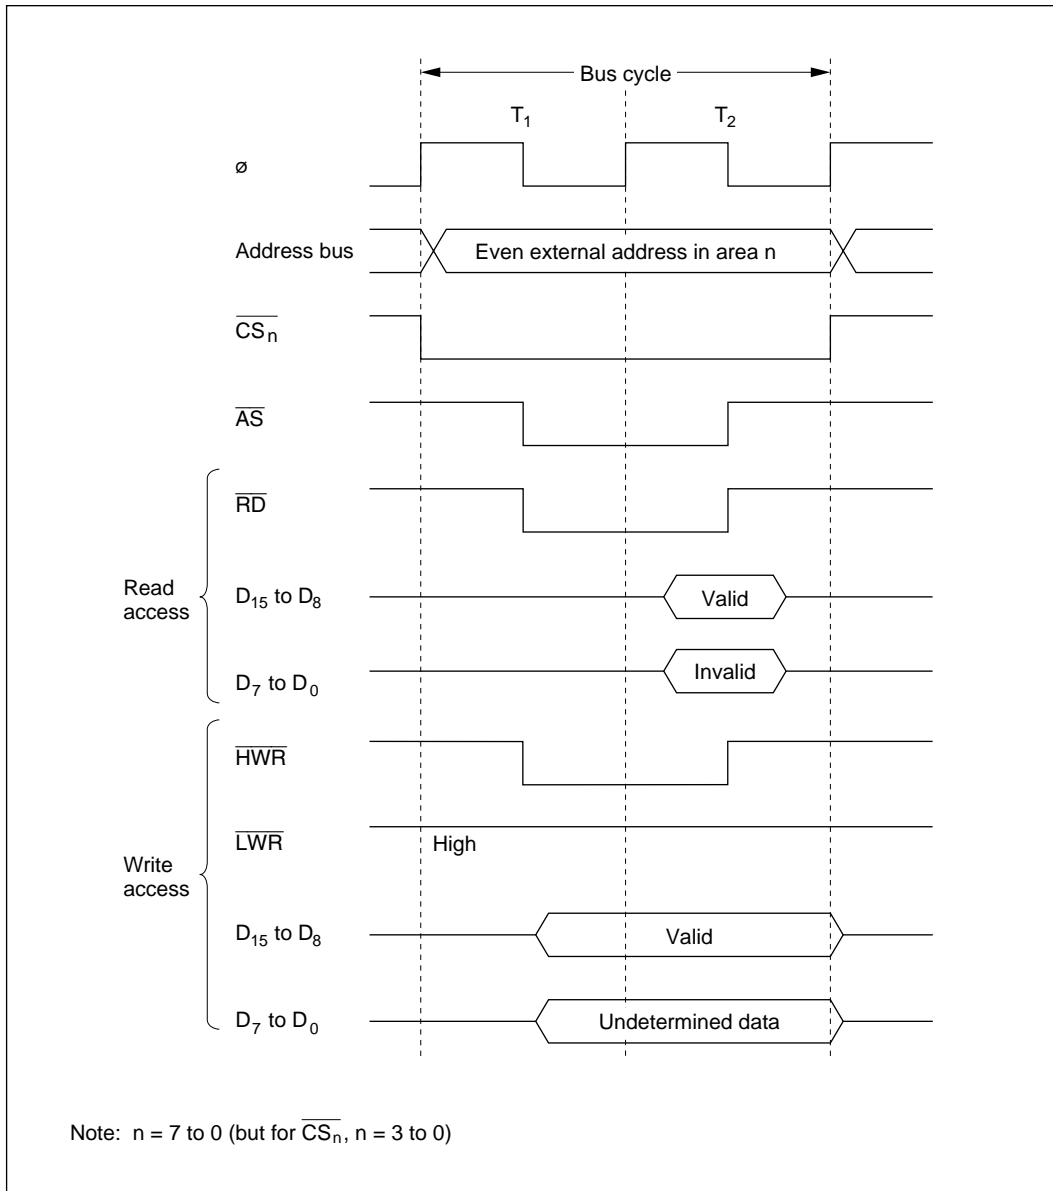 Bus cycle
T1 T2
ø
Address bus Even external address in area n
CSn
AS
RD
Read access
D15 to D8 Valid
D7 to D0 Invalid
HWR
LWR High
Write access
D15 to D8 Valid
D7 to D0 Undetermined data
Note: n = 7 to 0 (but for CSn, n = 3 to 0)